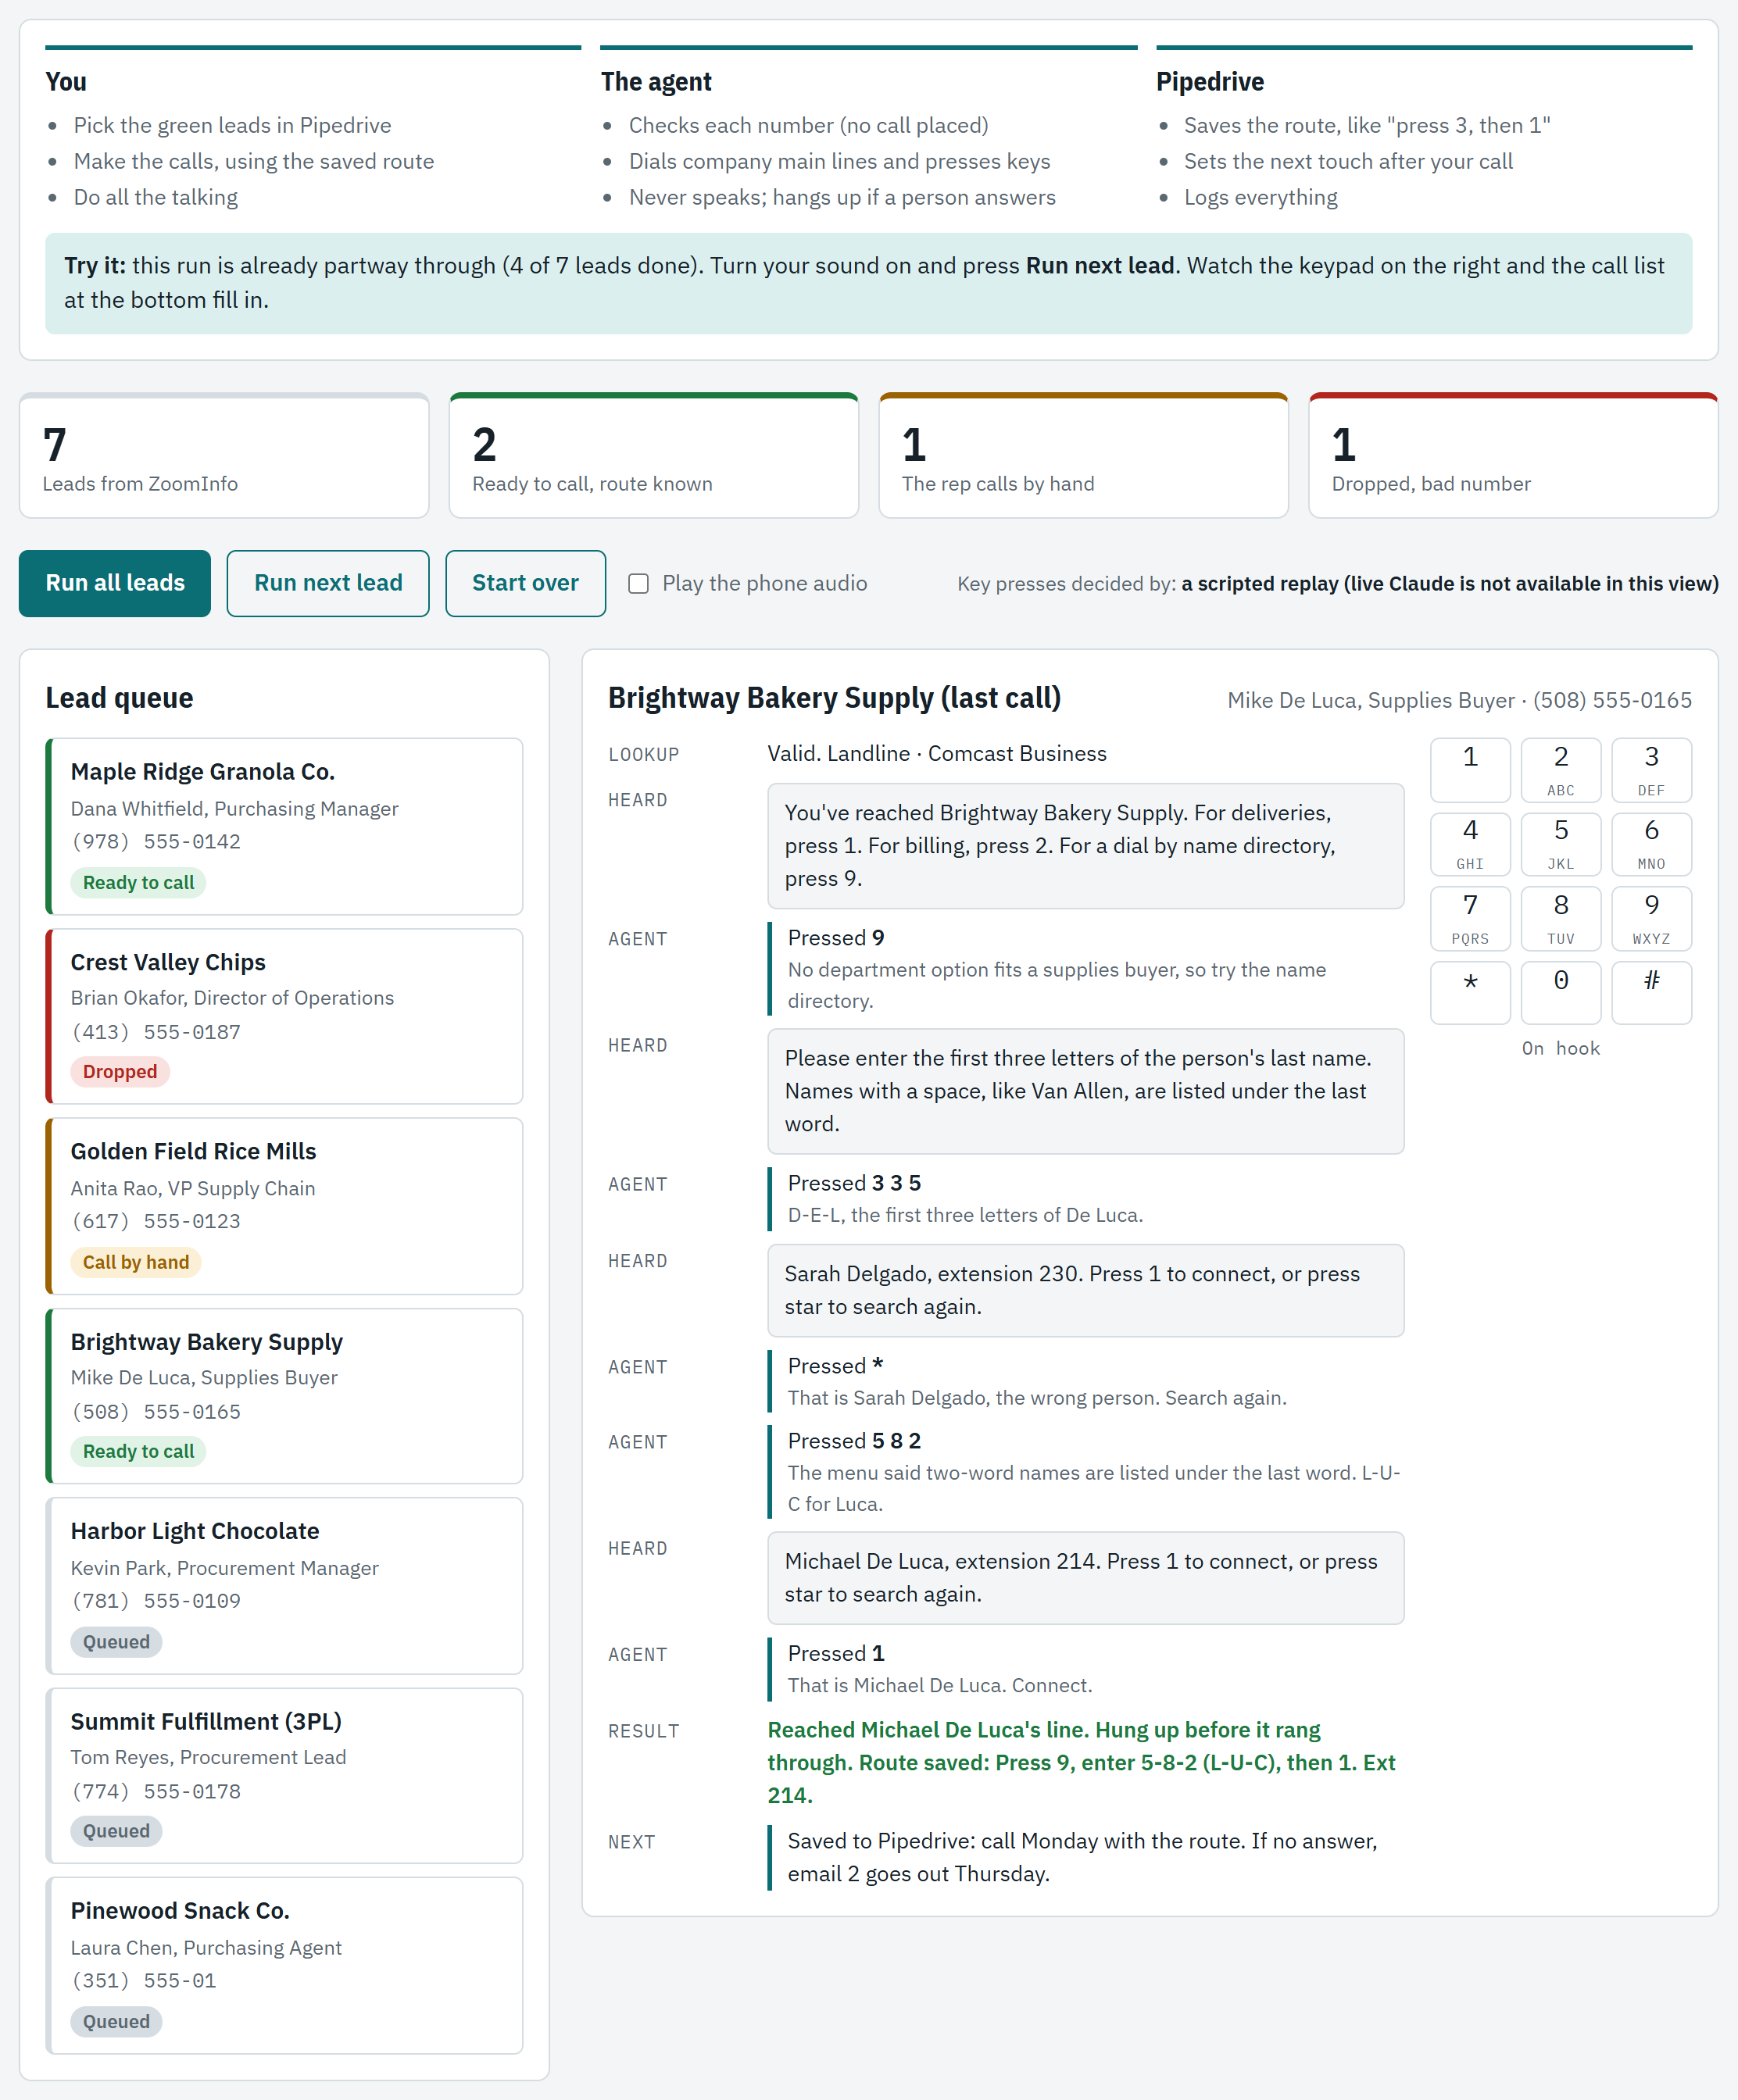 You
• Pick the green leads in Pipedrive
• Make the calls, using the saved route
• Do all the talking
The agent
• Checks each number (no call placed)
• Dials company main lines and presses keys
• Never speaks; hangs up if a person answers
Pipedrive
• Saves the route, like "press 3, then 1"
• Sets the next touch after your call
• Logs everything
Try it: this run is already partway through (4 of 7 leads done). Turn your sound on and press Run next lead. Watch the keypad on the right and the call list
at the bottom fill in.
7
Leads from ZoomInfo
2
Ready to call, route known
1
The rep calls by hand
1
Dropped, bad number
Run all leads
Run next lead
Start over
Play the phone audio
Key presses decided by: a scripted replay (live Claude is not available in this view)
Lead queue
Maple Ridge Granola Co.
Dana Whitfield, Purchasing Manager
(978) 555-0142
Ready to call
Crest Valley Chips
Brian Okafor, Director of Operations
(413) 555-0187
Dropped
Golden Field Rice Mills
Anita Rao, VP Supply Chain
(617) 555-0123
Call by hand
Brightway Bakery Supply
Mike De Luca, Supplies Buyer
(508) 555-0165
Ready to call
Harbor Light Chocolate
Kevin Park, Procurement Manager
(781) 555-0109
Queued
Summit Fulfillment (3PL)
Tom Reyes, Procurement Lead
(774) 555-0178
Queued
Pinewood Snack Co.
Laura Chen, Purchasing Agent
(351) 555-01
Queued
Brightway Bakery Supply (last call)
Mike De Luca, Supplies Buyer · (508) 555-0165
LOOKUP
Valid. Landline · Comcast Business
HEARD
You've reached Brightway Bakery Supply. For deliveries,
press 1. For billing, press 2. For a dial by name directory,
press 9.
AGENT
Pressed 9
No department option fits a supplies buyer, so try the name
directory.
HEARD
Please enter the first three letters of the person's last name.
Names with a space, like Van Allen, are listed under the last
word.
AGENT
Pressed 3 3 5
D-E-L, the first three letters of De Luca.
HEARD
Sarah Delgado, extension 230. Press 1 to connect, or press
star to search again.
AGENT
Pressed *
That is Sarah Delgado, the wrong person. Search again.
AGENT
Pressed 5 8 2
The menu said two-word names are listed under the last word. L-U-
C for Luca.
HEARD
Michael De Luca, extension 214. Press 1 to connect, or press
star to search again.
AGENT
Pressed 1
That is Michael De Luca. Connect.
RESULT
Reached Michael De Luca's line. Hung up before it rang
through. Route saved: Press 9, enter 5-8-2 (L-U-C), then 1. Ext
214.
NEXT
Saved to Pipedrive: call Monday with the route. If no answer,
email 2 goes out Thursday.
1
2
3
ABC
DEF
4
5
6
GHI
JKL
MNO
7
8
9
PQRS
TUV
WXYZ
*
0
#
On hook